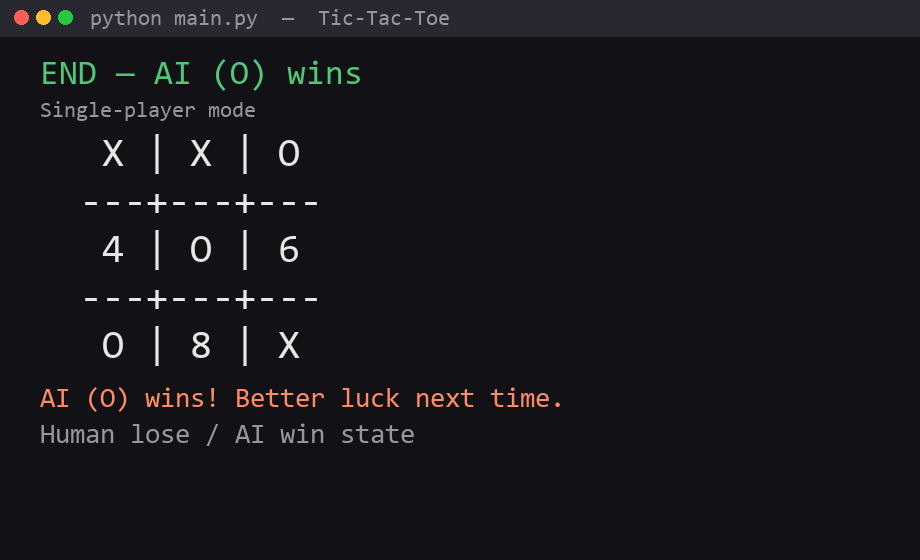 python main.py  —  Tic-Tac-Toe
END — AI (O) wins
Single-player mode
X | X | O
---+---+---
4 | O | 6
---+---+---
O | 8 | X
AI (O) wins! Better luck next time.
Human lose / AI win state